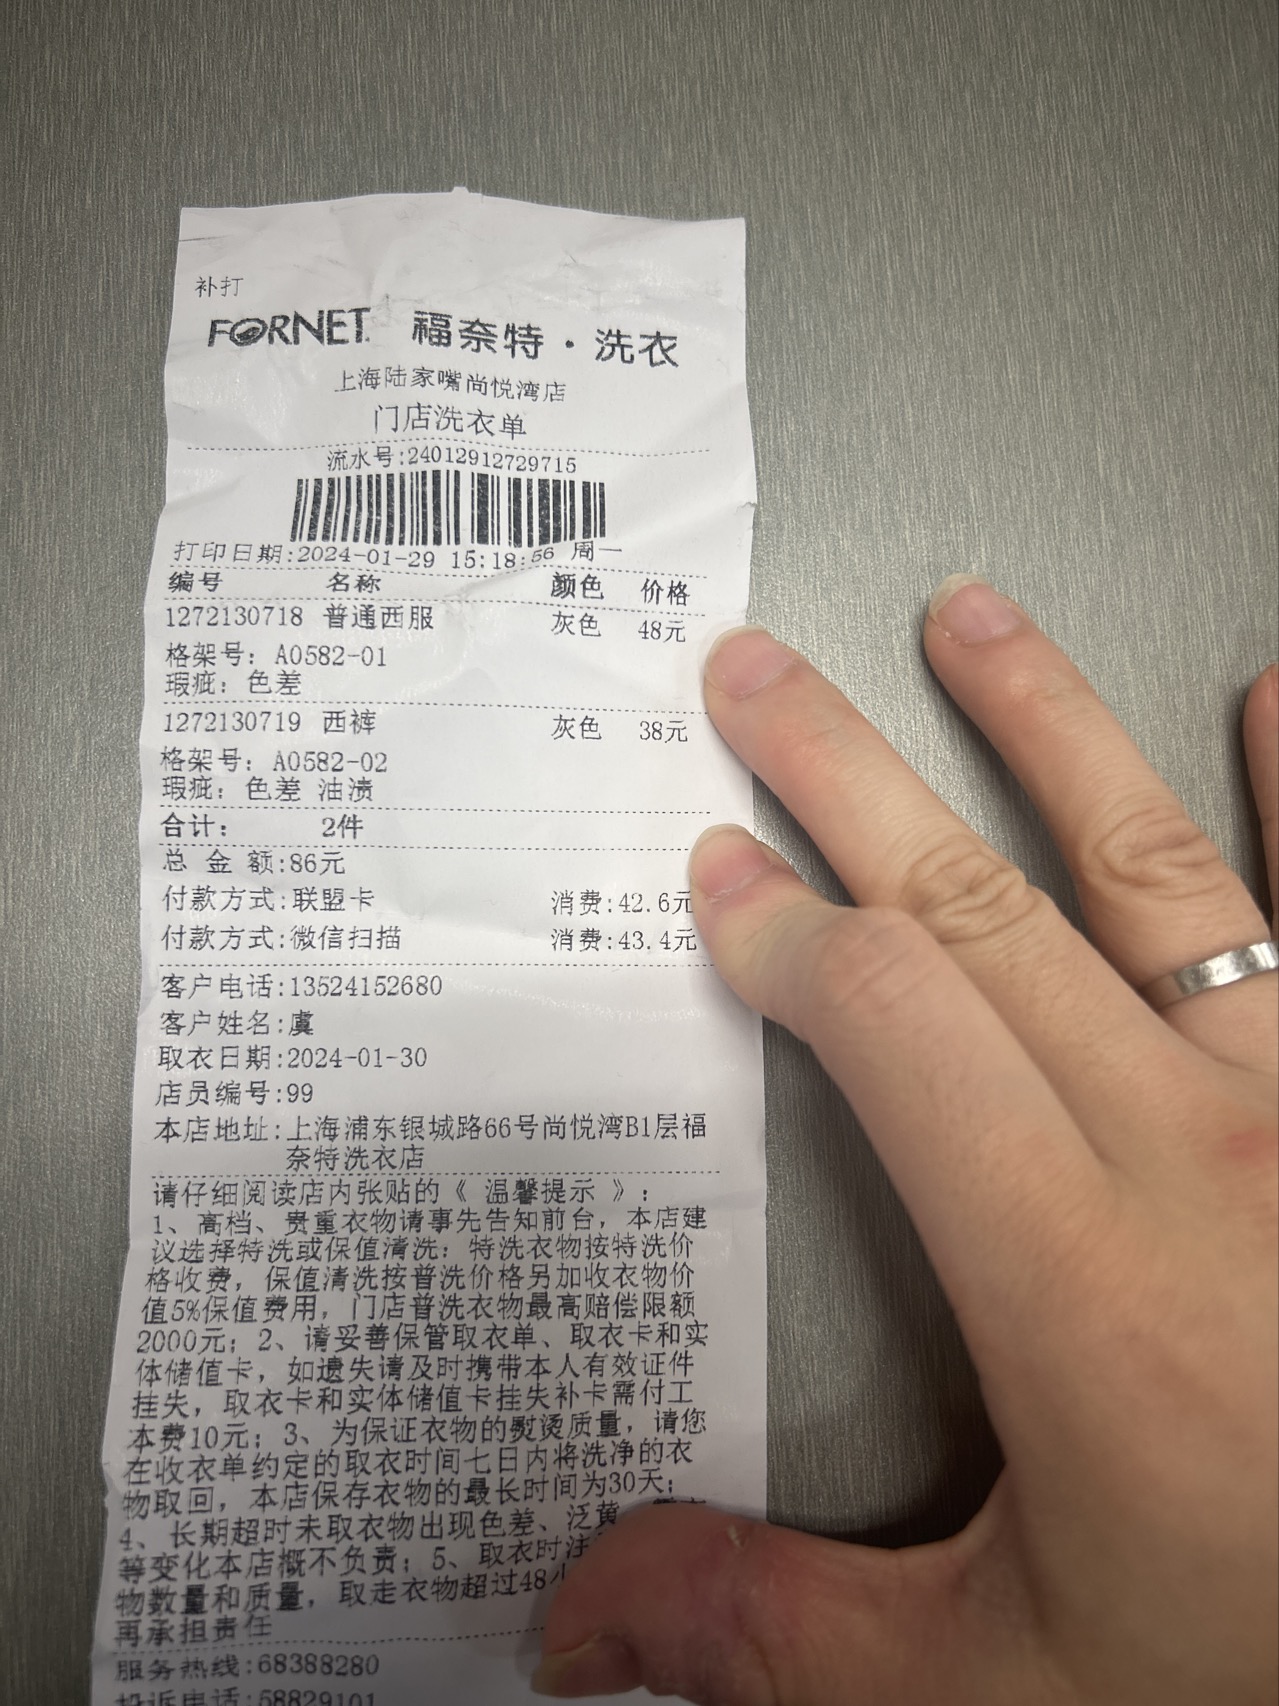 补打
FORNET 福奈特·洗衣
上海陆家嘴尚悦湾店
门店洗衣单
流水号:24012912729715
打印日期:2024-01-29 15:18:56 周一
编号 名称 颜色 价格
1272130718 普通西服 灰色 48元
格架号: A0582-01
瑕疵: 色差
1272130719 西裤 灰色 38元
格架号: A0582-02
瑕疵: 色差 油渍
合计: 2件
总 金 额:86元
付款方式:联盟卡 消费:42.6元
付款方式:微信扫描 消费:43.4元
客户电话:13524152680
客户姓名:虞
取衣日期:2024-01-30
店员编号:99
本店地址:上海浦东银城路66号尚悦湾B1层福
奈特洗衣店
请仔细阅读店内张贴的《 温馨提示 》:
1、高档、贵重衣物请事先告知前台，本店建
议选择特洗或保值清洗；特洗衣物按特洗价
格收费，保值清洗按普洗价格另加收衣物价
值5%保值费用，门店普洗衣物最高赔偿限额
2000元；2、请妥善保管取衣单、取衣卡和实
体储值卡，如遗失请及时携带本人有效证件
挂失，取衣卡和实体储值卡挂失补卡需付工
本费10元；3、为保证衣物的熨烫质量，请您
在收衣单约定的取衣时间七日内将洗净的衣
物取回，本店保存衣物的最长时间为30天；
4、长期超时未取衣物出现色差、泛黄
等变化本店概不负责；5、取衣时注
物数量和质量，取走衣物超过48小
再承担责任
服务热线:68388280
投诉电话:58829101